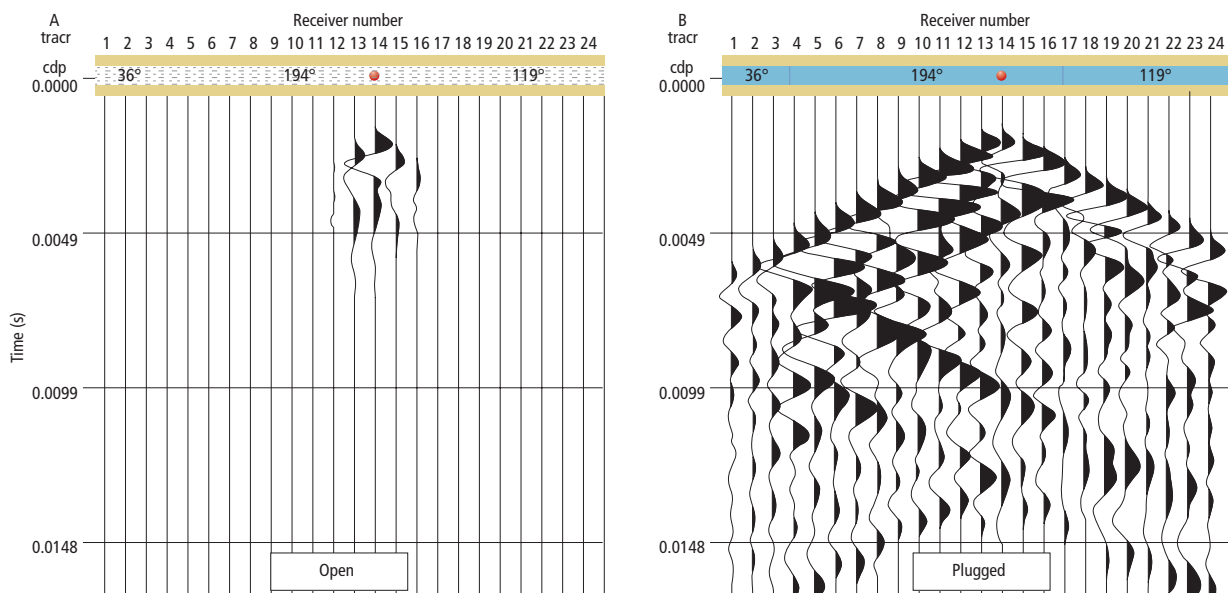 A
Receiver number
tracr
1 2 3 4 5 6 7 8 9 10 11 12 13 14 15 16 17 18 19 20 21 22 23 24
cdp
36° 194° 119°
0.0000
0.0049
Time (s)
0.0099
0.0148
Open
B
Receiver number
tracr
1 2 3 4 5 6 7 8 9 10 11 12 13 14 15 16 17 18 19 20 21 22 23 24
cdp
36° 194° 119°
0.0000
0.0049
0.0099
0.0148
Plugged